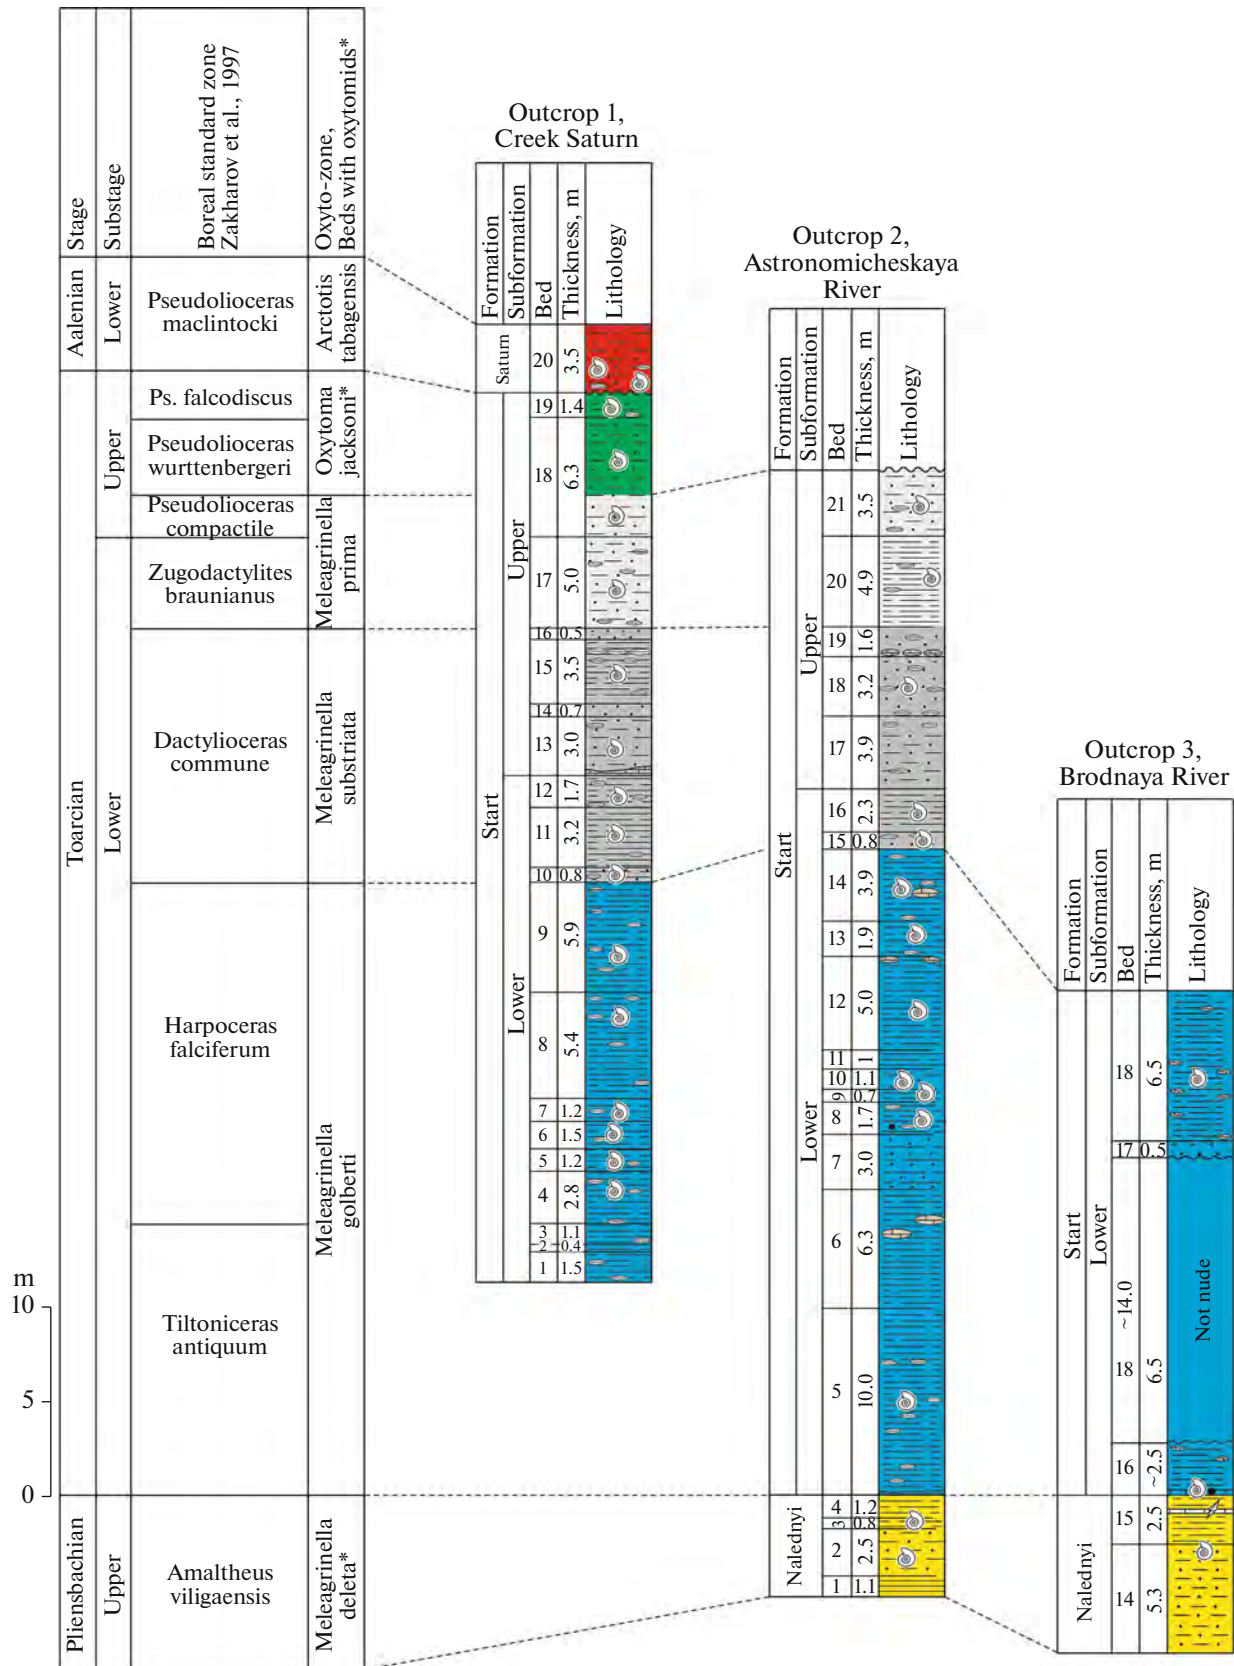 Stage
Substage
Boreal standard zone
Zakharov et al., 1997
Oxyto-zone,
Beds with oxytomids*
Aalenian
Lower
Pseudolioceras
maclintocki
Arctotis
tabagensis
Toarcian
Upper
Ps. falcodiscus
Pseudolioceras
wurttenbergeri
Oxytoma
jacksoni*
Pseudolioceras
compactile
Meleagrinella
prima
Lower
Zugodactylites
braunianus
Dactylioceras
commune
Meleagrinella
substriata
Harpoceras
falciferum
Meleagrinella
golberti
Tiltoniceras
antiquum
Pliensbachian
Upper
Amaltheus
viligaensis
Meleagrinella
deleta*
m
10
5
0
Outcrop 1,
Creek Saturn
Formation
Subformation
Bed
Thickness, m
Lithology
Saturn
Start
Upper
Lower
20 3.5
19 1.4
18 6.3
17 5.0
16 0.5
15 3.5
14 0.7
13 3.0
12 1.7
11 3.2
10 0.8
9 5.9
8 5.4
7 1.2
6 1.5
5 1.2
4 2.8
3 1.1
2 0.4
1 1.5
Outcrop 2,
Astronomicheskaya
River
Formation
Subformation
Bed
Thickness, m
Lithology
Start
Upper
Lower
21 3.5
20 4.9
19 1.6
18 3.2
17 3.9
16 2.3
15 0.8
14 3.9
13 1.9
12 5.0
11 1
10 1.1
9 0.7
8 1.7
7 3.0
6 6.3
5 10.0
Nalednyi
4 1.2
3 0.8
2 2.5
1 1.1
Outcrop 3,
Brodnaya River
Formation
Subformation
Bed
Thickness, m
Lithology
Start
Lower
18 6.5
17 0.5
~14.0
Not nude
18 6.5
16 ~2.5
Nalednyi
15 2.5
14 5.3